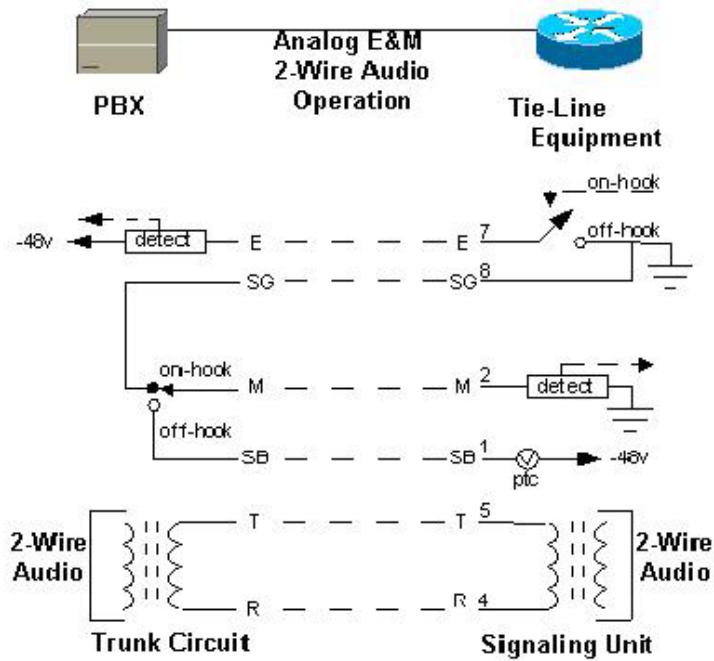 Analog E&M
2-Wire Audio
Operation
PBX
Tie-Line
Equipment
on-hook
-48v
detect
E
E
7
off-hook
SG
SG
8
on-hook
M
M
2
detect
off-hook
SB
SB
1
ptc
-48v
2-Wire
Audio
T
T
5
R
R
4
2-Wire
Audio
Trunk Circuit
Signaling Unit